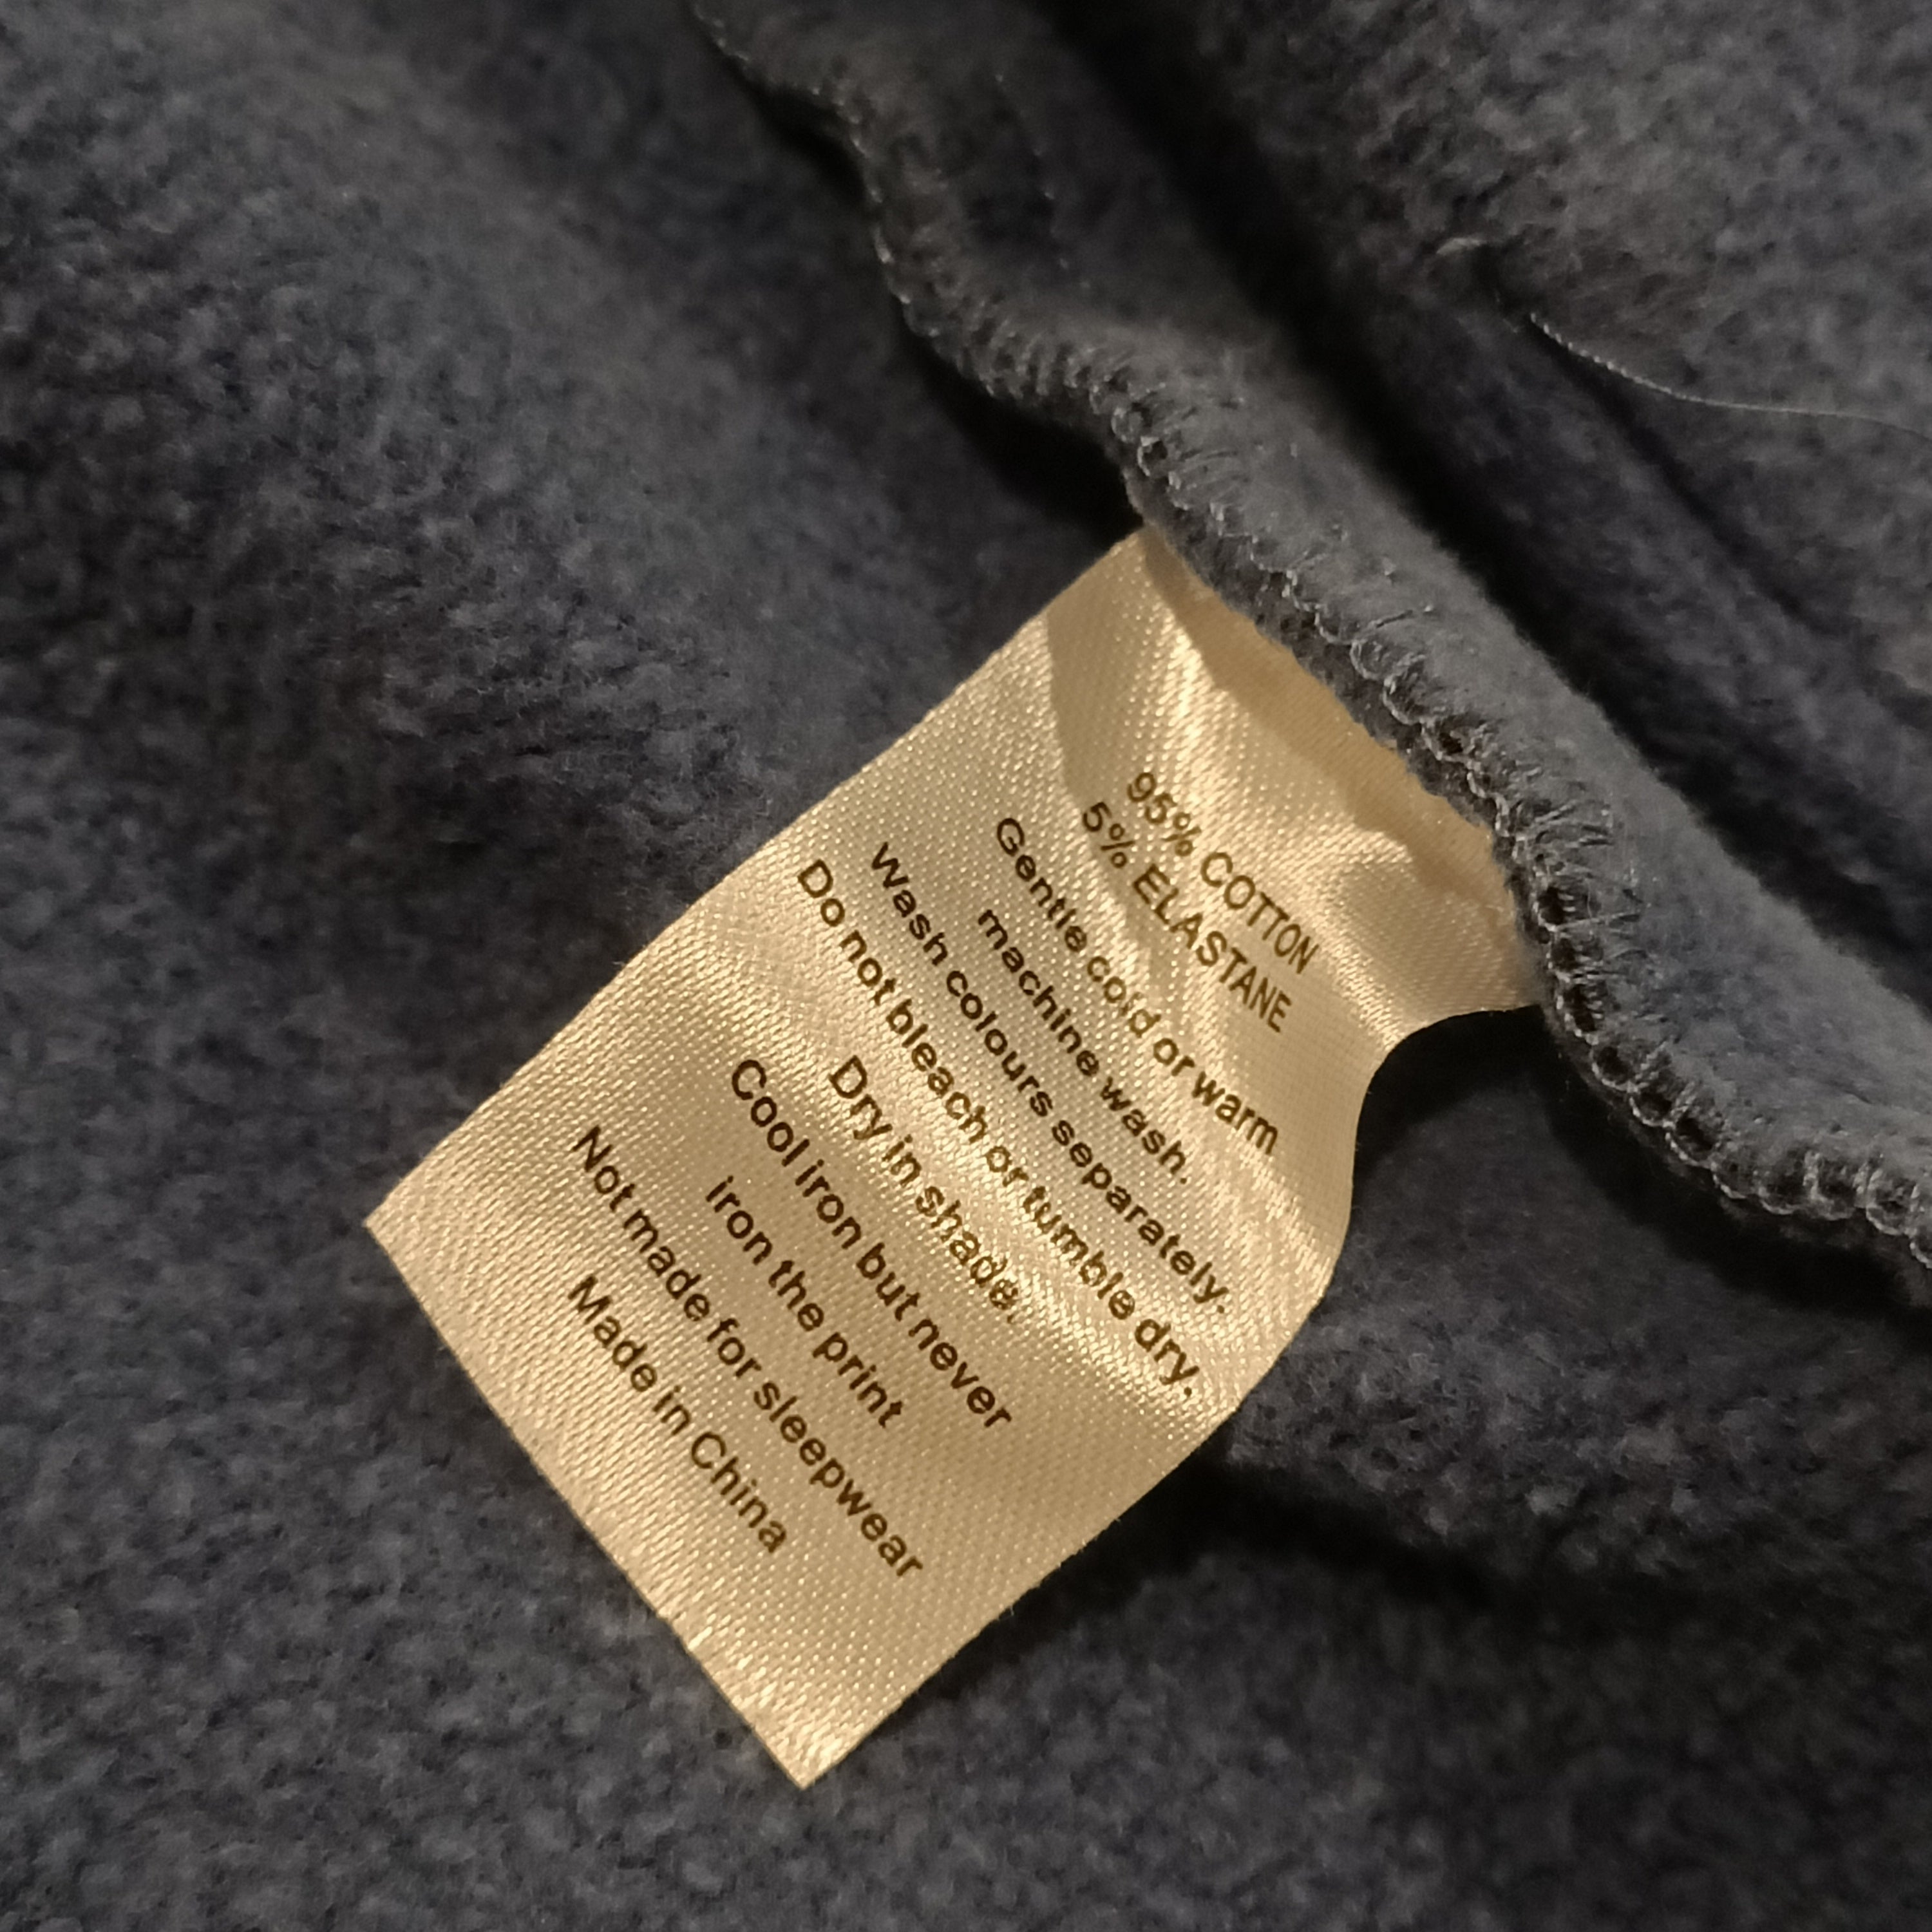 95% COTTON
5% ELASTANE
Gentle cold or warm
machine wash.
Wash colours separately.
Do not bleach or tumble dry.
Dry in shade.
Cool iron but never
iron the print
Not made for sleepwear
Made in China